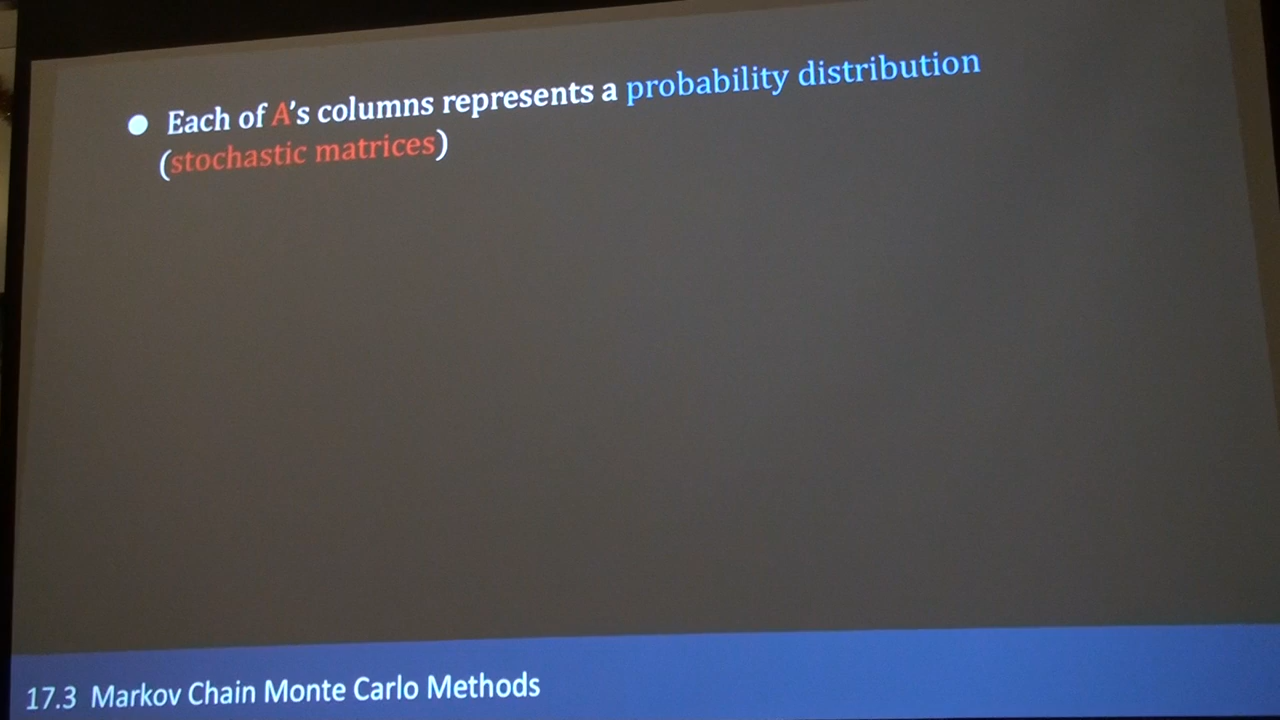 ● Each of A's columns represents a probability distribution
(stochastic matrices)
17.3 Markov Chain Monte Carlo Methods